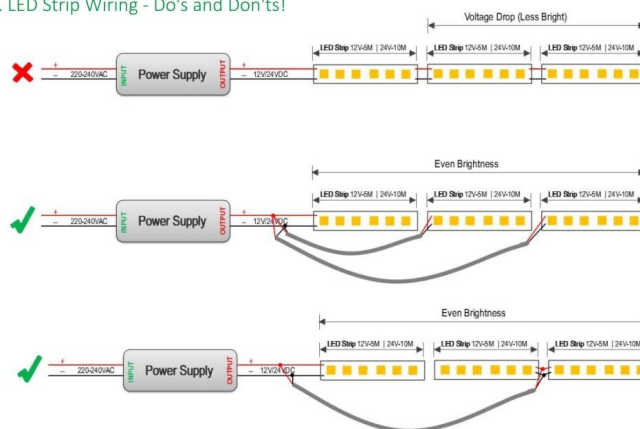 . LED Strip Wiring - Do's and Don'ts!
Voltage Drop (Less Bright)
LED Strip 12V-5M | 24V-10M LED Strip 12V-5M | 24V-10M LED Strip 12V-5M | 24V-10M
+ +
– 220-240VAC INPUT Power Supply OUTPUT – 12V/24VDC
Even Brightness
LED Strip 12V-5M | 24V-10M LED Strip 12V-5M | 24V-10M LED Strip 12V-5M | 24V-10M
+ +
– 220-240VAC INPUT Power Supply OUTPUT – 12V/24VDC
Even Brightness
LED Strip 12V-5M | 24V-10M LED Strip 12V-5M | 24V-10M LED Strip 12V-5M | 24V-10M
+ +
– 220-240VAC INPUT Power Supply OUTPUT – 12V/24VDC